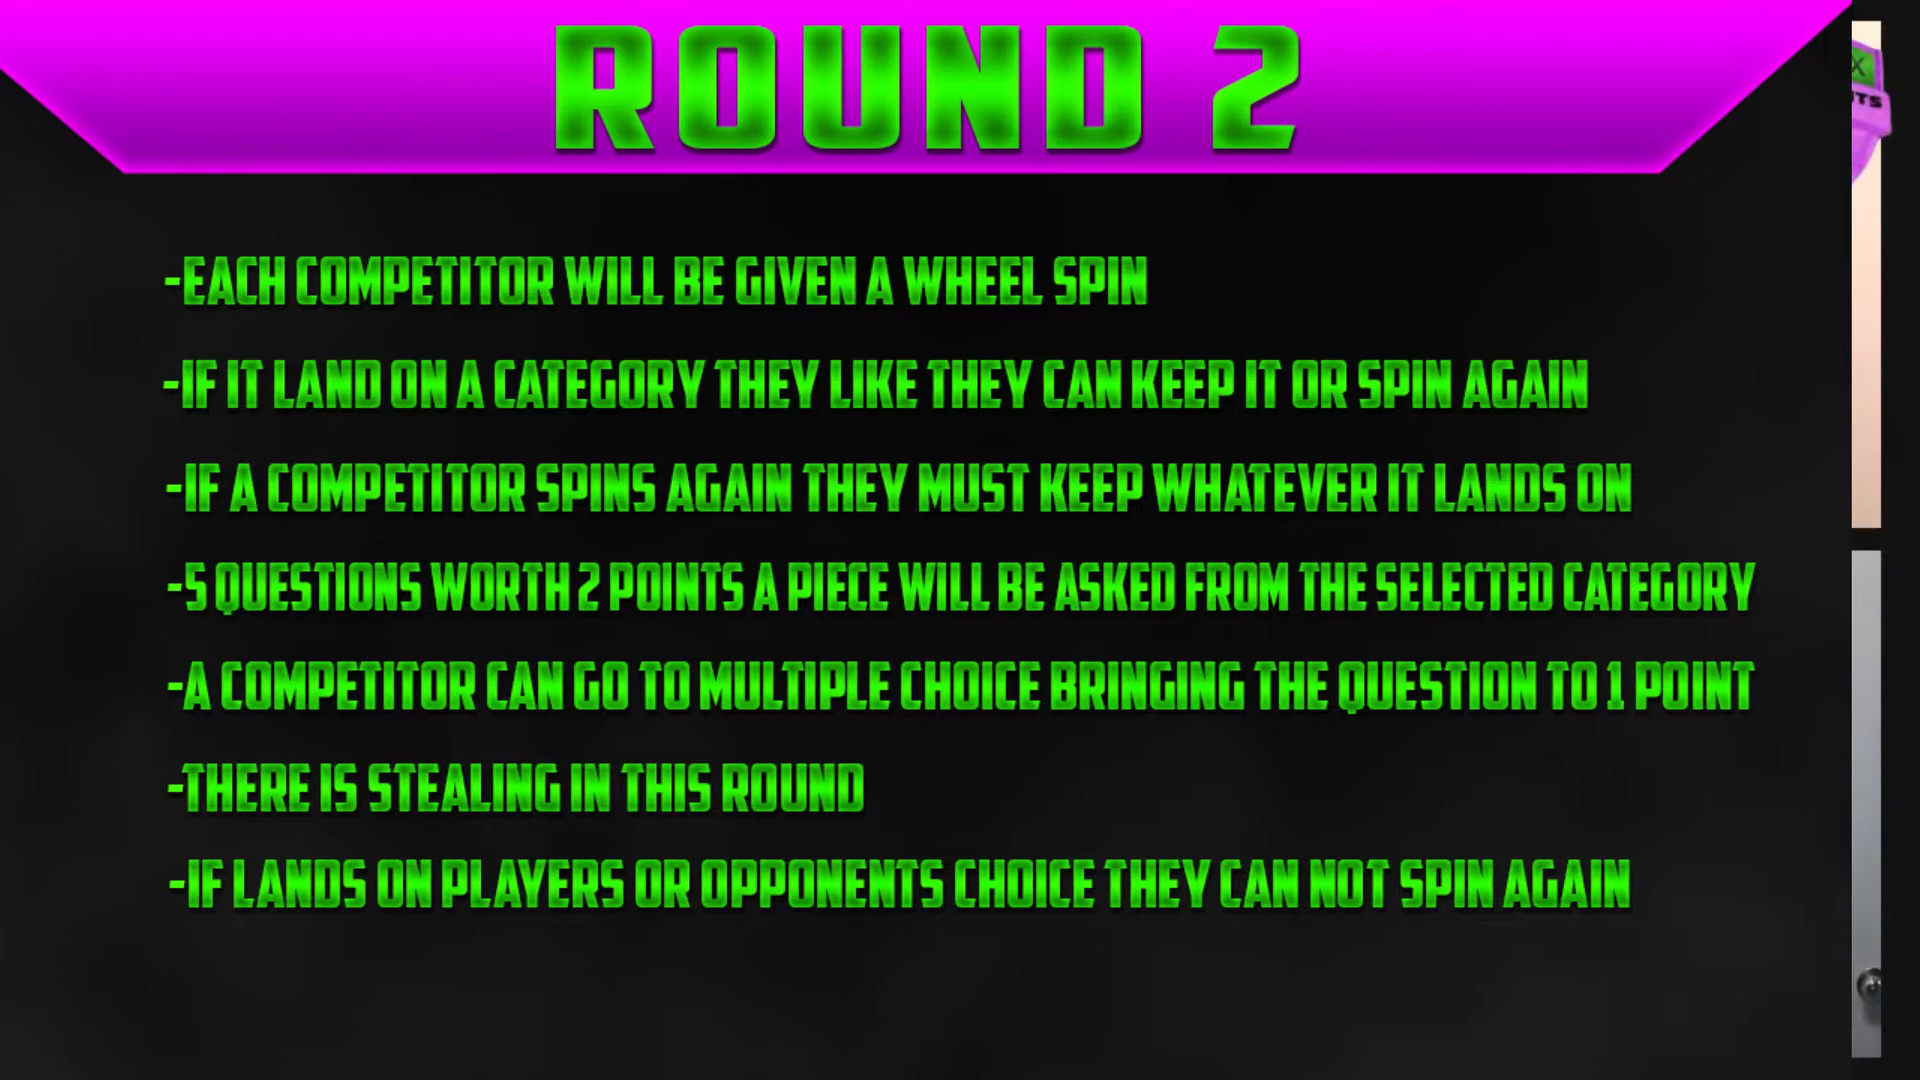 ROUND 2
-EACH COMPETITOR WILL BE GIVEN A WHEEL SPIN
-IF IT LAND ON A CATEGORY THEY LIKE THEY CAN KEEP IT OR SPIN AGAIN
-IF A COMPETITOR SPINS AGAIN THEY MUST KEEP WHATEVER IT LANDS ON
-5 QUESTIONS WORTH 2 POINTS A PIECE WILL BE ASKED FROM THE SELECTED CATEGORY
-A COMPETITOR CAN GO TO MULTIPLE CHOICE BRINGING THE QUESTION TO 1 POINT
-THERE IS STEALING IN THIS ROUND
-IF LANDS ON PLAYERS OR OPPONENTS CHOICE THEY CAN NOT SPIN AGAIN